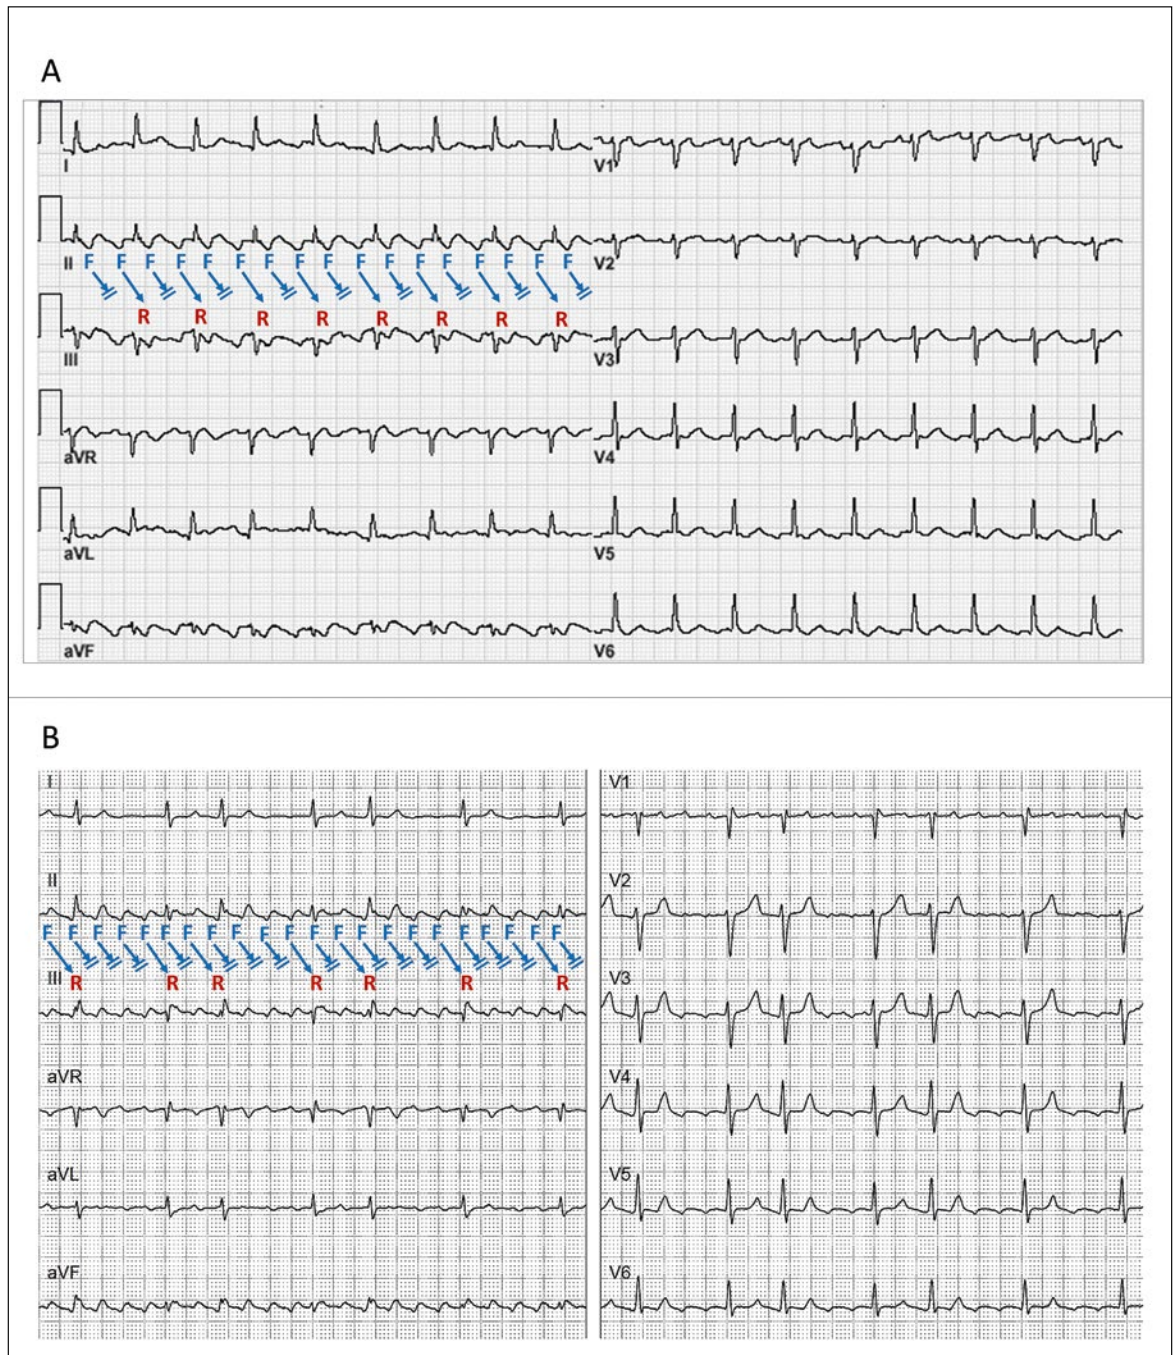 A
I
V1
II F F F F F F F F F F F F F F F F F
V2
R R R R R R R R
III
V3
aVR
V4
aVL
V5
aVF
V6
B
I
V1
II
V2
F F F F F F F F F F F F F F F F F F F F F F
III R R R R R R R
V3
aVR
V4
aVL
V5
aVF
V6